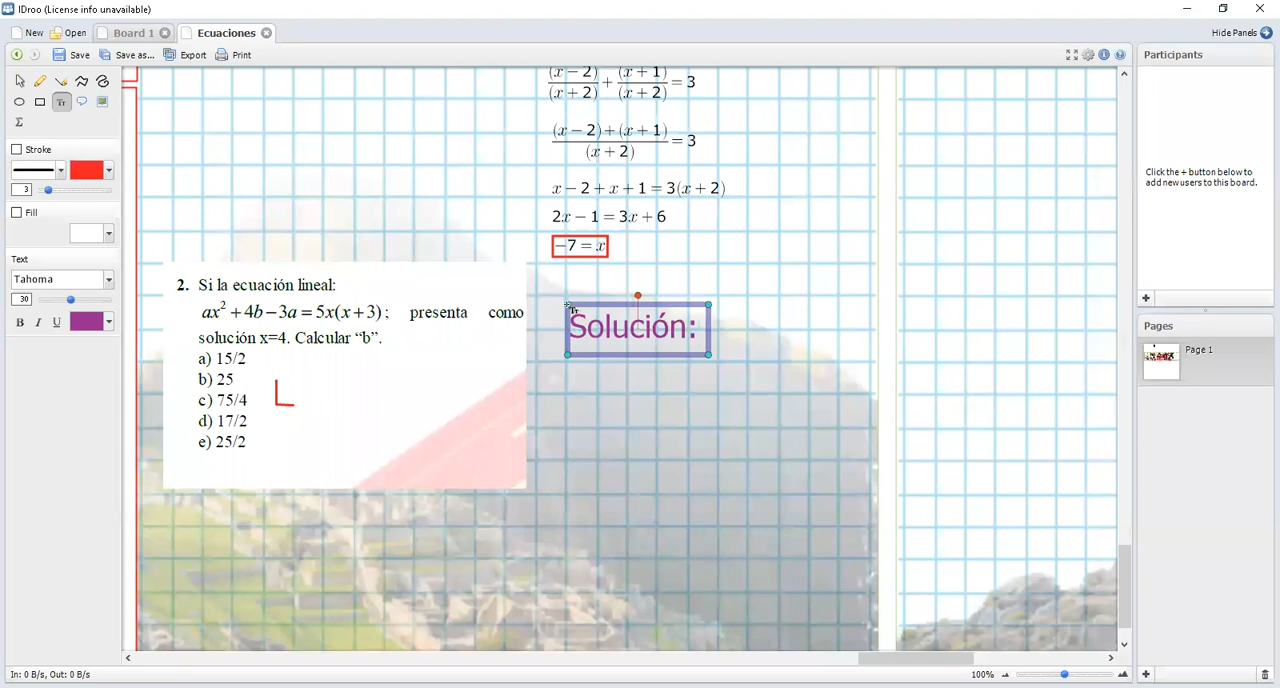 IDroo (License info unavailable)
New Open Board 1 Ecuaciones Hide Panels
Save Save as... Export Print
Stroke
3
Fill
Text
Tahoma
30
B I U
(x − 2)/(x + 2) + (x + 1)/(x + 2) = 3
((x − 2) + (x + 1))/(x + 2) = 3
x − 2 + x + 1 = 3(x + 2)
2x − 1 = 3x + 6
−7 = x
2. Si la ecuación lineal:
ax² + 4b − 3a = 5x(x + 3); presenta como
solución x=4. Calcular “b”.
a) 15/2
b) 25
c) 75/4
d) 17/2
e) 25/2
Solución:
Participants
Click the + button below to
add new users to this board.
Pages
Page 1
In: 0 B/s, Out: 0 B/s
100%